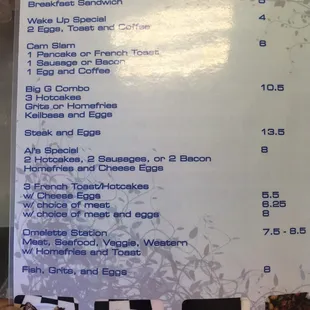 Breakfast Sandwich
Wake Up Special 4
2 Eggs, Toast and Coffee
Cam Slam 8
1 Pancake or French Toast
1 Sausage or Bacon
1 Egg and Coffee
Big G Combo 10.5
3 Hotcakes
Grits or Homefries
Keilbasa and Eggs
Steak and Eggs 13.5
Al's Special 8
2 Hotcakes, 2 Sausages, or 2 Bacon
Homefries and Cheese Eggs
3 French Toast/Hotcakes
w/ Cheese Eggs 5.5
w/ choice of meat 6.25
w/ choice of meat and eggs 8
Omelette Station 7.5 - 8.5
Meat, Seafood, Veggie, Western
w/ Homefries and Toast
Fish, Grits, and Eggs 8